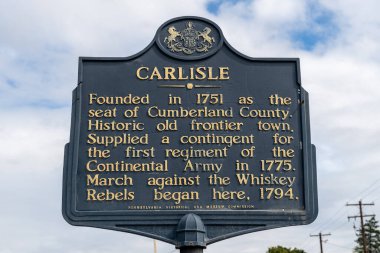 CARLISLE
Founded in 1751 as the
seat of Cumberland County.
Historic old frontier town.
Supplied a contingent for
the first regiment of the
Continental Army in 1775.
March against the Whiskey
Rebels began here, 1794.
PENNSYLVANIA HISTORICAL AND MUSEUM COMMISSION